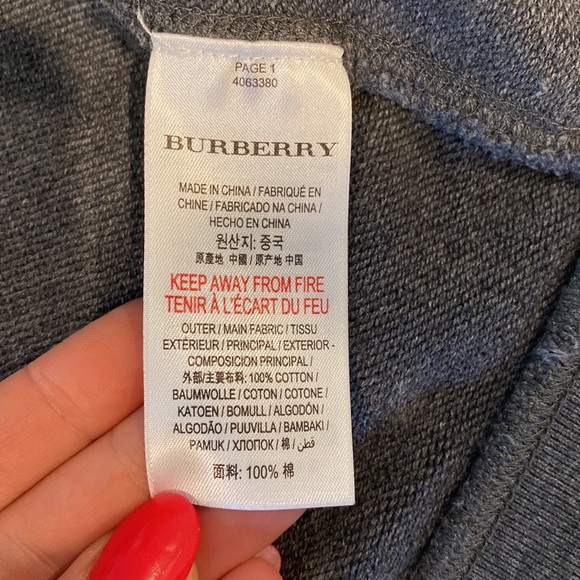 PAGE 1
4063380
BURBERRY
MADE IN CHINA / FABRIQUÉ EN
CHINE / FABRICADO NA CHINA /
HECHO EN CHINA
원산지: 중국
原產地 中國 / 原产地 中国
KEEP AWAY FROM FIRE
TENIR À L'ÉCART DU FEU
OUTER / MAIN FABRIC / TISSU
EXTÉRIEUR / PRINCIPAL / EXTERIOR -
COMPOSICION PRINCIPAL /
外部/主要布料: 100% COTTON /
BAUMWOLLE / COTON / COTONE /
KATOEN / BOMULL / ALGODÓN /
ALGODÃO / PUUVILLA / BAMBAKI /
PAMUK / ХЛОПОК / 棉 / قطن /
面料: 100% 棉